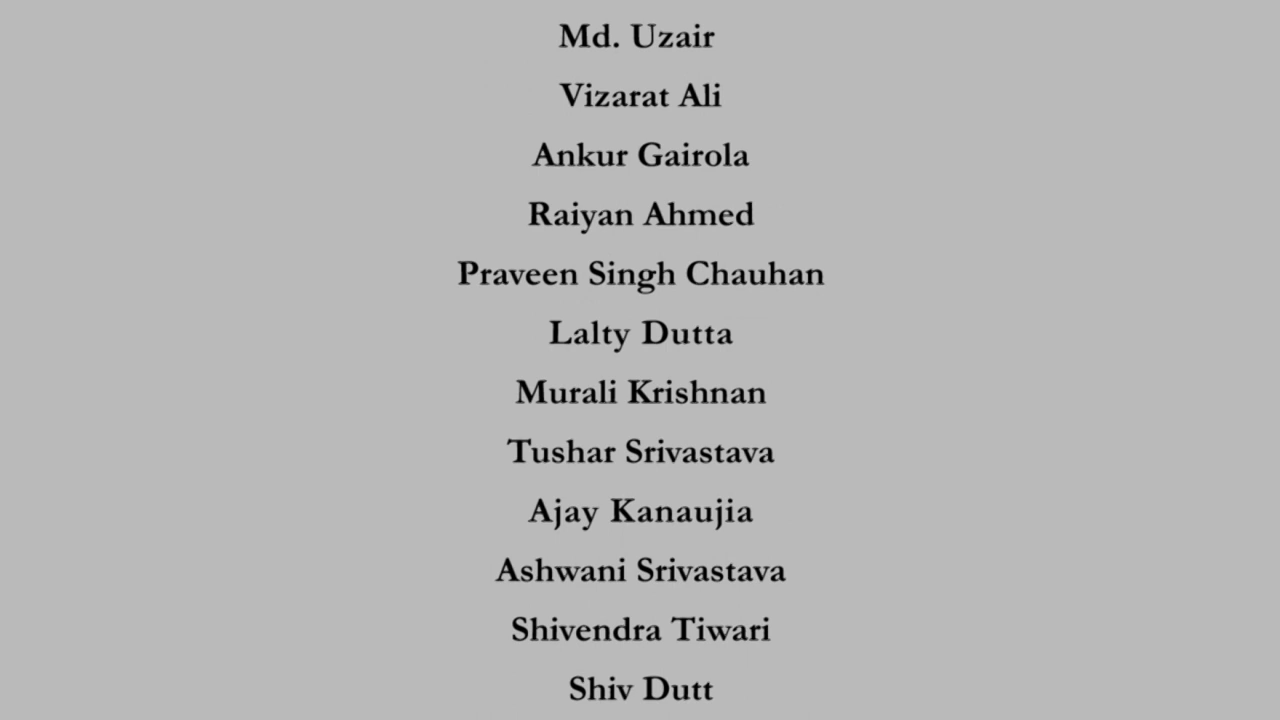 Md. Uzair
Vizarat Ali
Ankur Gairola
Raiyan Ahmed
Praveen Singh Chauhan
Lalty Dutta
Murali Krishnan
Tushar Srivastava
Ajay Kanaujia
Ashwani Srivastava
Shivendra Tiwari
Shiv Dutt